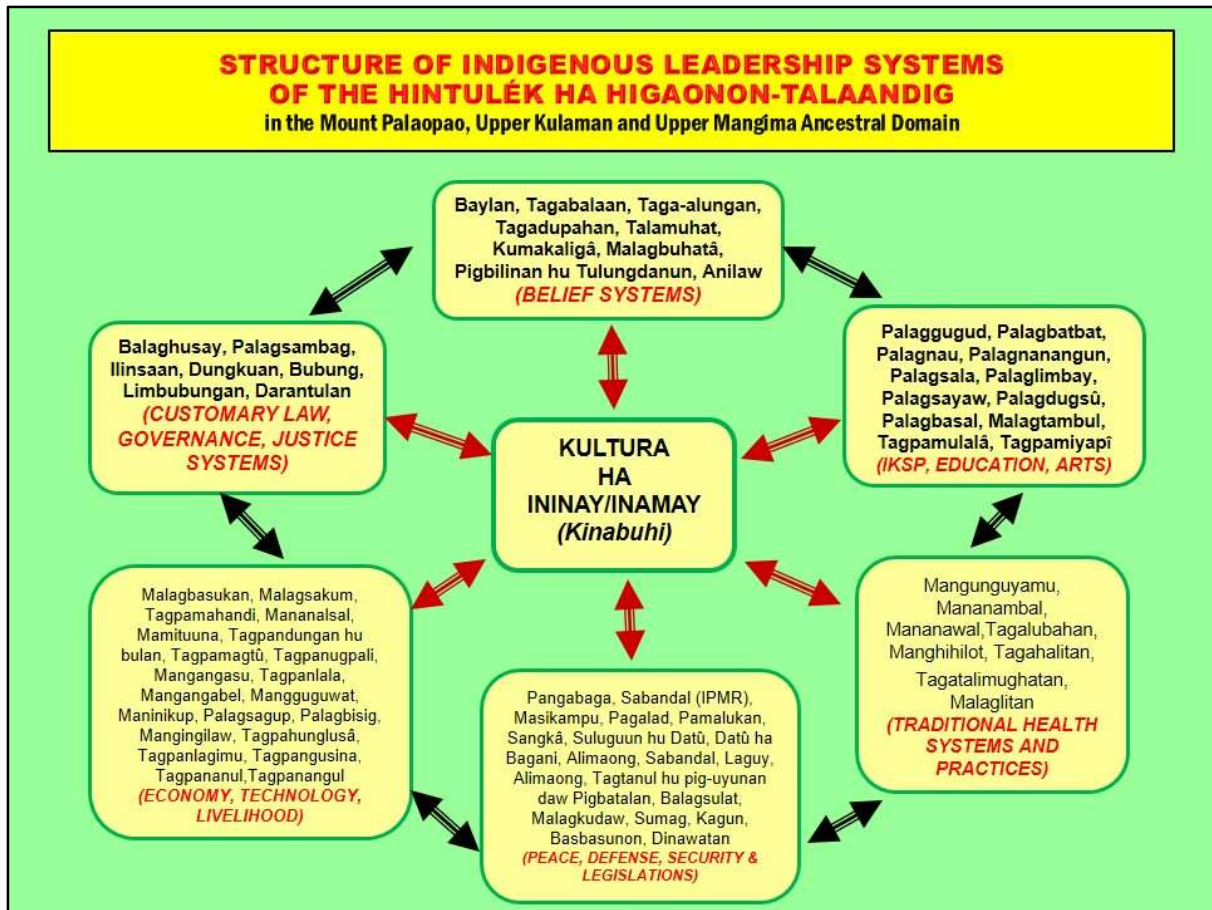 STRUCTURE OF INDIGENOUS LEADERSHIP SYSTEMS
OF THE HINTULÉK HA HIGAONON-TALAANDIG
in the Mount Palaopao, Upper Kulaman and Upper Mangima Ancestral Domain
Baylan, Tagabalaan, Taga-alungan,
Tagadupahan, Talamuhat,
Kumakaligâ, Malagbuhatâ,
Pigbilinan hu Tulungdanun, Anilaw
(BELIEF SYSTEMS)
Balaghusay, Palagsambag,
Ilinsaan, Dungkuan, Bubung,
Limbubungan, Darantulan
(CUSTOMARY LAW,
GOVERNANCE, JUSTICE
SYSTEMS)
Palaggugud, Palagbatbat,
Palagnau, Palagnanangun,
Palagsala, Palaglimbay,
Palagsayaw, Palagdugsû,
Palagbasal, Malagtambul,
Tagpamulalâ, Tagpamiyapî
(IKSP, EDUCATION, ARTS)
KULTURA
HA
ININAY/INAMAY
(Kinabuhi)
Malagbasukan, Malagsakum,
Tagpamahandi, Mananalsal,
Mamituuna, Tagpandungan hu
bulan, Tagpamagtû, Tagpanugpali,
Mangangasu, Tagpanlala,
Mangangabel, Mangguguwat,
Maninikup, Palagsagup, Palagbisig,
Mangingilaw, Tagpahunglusâ,
Tagpanlagimu, Tagpangusina,
Tagpananul,Tagpanangul
(ECONOMY, TECHNOLOGY,
LIVELIHOOD)
Pangabaga, Sabandal (IPMR),
Masikampu, Pagalad, Pamalukan,
Sangkâ, Suluguun hu Datû, Datû ha
Bagani, Alimaong, Sabandal, Laguy,
Alimaong, Tagtanul hu pig-uyunan
daw Pigbatalan, Balagsulat,
Malagkudaw, Sumag, Kagun,
Basbasunon, Dinawatan
(PEACE, DEFENSE, SECURITY &
LEGISLATIONS)
Mangunguyamu,
Mananambal,
Mananawal,Tagalubahan,
Manghihilot, Tagahalitan,
Tagatalimughatan,
Malaglitan
(TRADITIONAL HEALTH
SYSTEMS AND
PRACTICES)